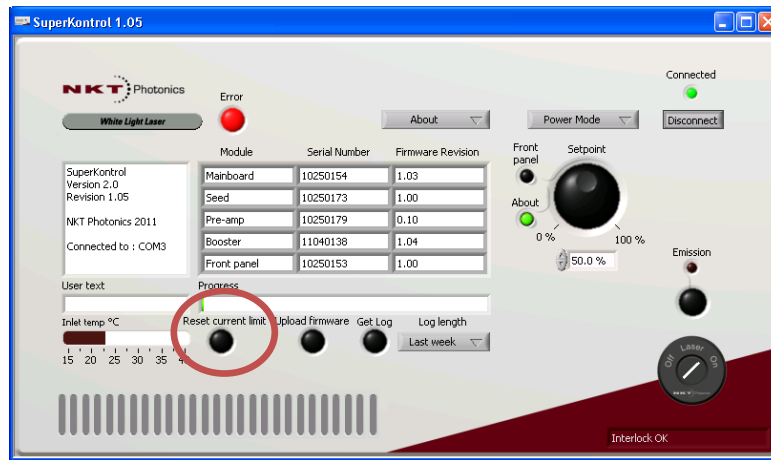 SuperKontrol 1.05
NKT Photonics
White Light Laser
Error
About
Power Mode
Connected
Disconnect
Module Serial Number Firmware Revision
Mainboard 10250154 1.03
Seed 10250173 1.00
Pre-amp 10250179 0.10
Booster 11040138 1.04
Front panel 10250153 1.00
SuperKontrol
Version 2.0
Revision 1.05
NKT Photonics 2011
Connected to : COM3
Front panel
Setpoint
About
0 %
100 %
50.0 %
Emission
User text
Progress
Inlet temp °C
15 20 25 30 35
Reset current limit
Upload firmware
Get Log
Log length
Last week
Off Laser On
NKT
Interlock OK